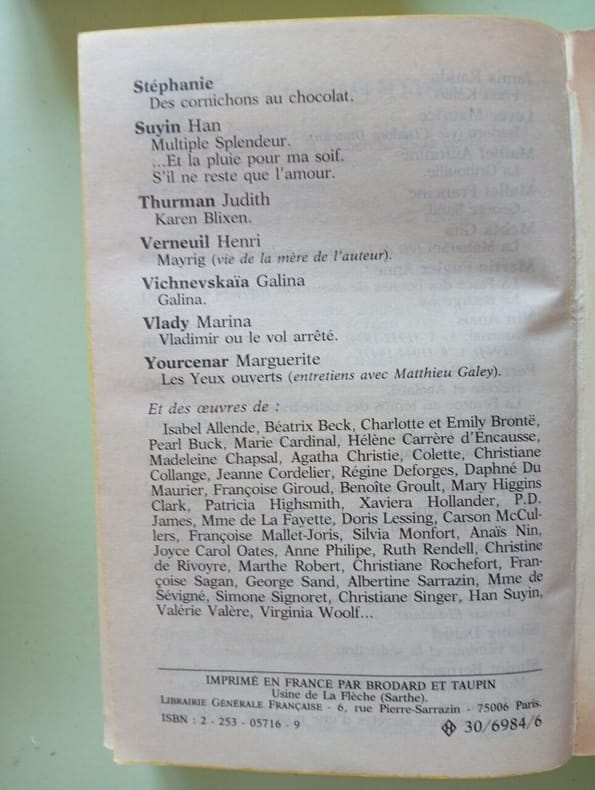 Stéphanie
Des cornichons au chocolat.
Suyin Han
Multiple Splendeur.
...Et la pluie pour ma soif.
S'il ne reste que l'amour.
Thurman Judith
Karen Blixen.
Verneuil Henri
Mayrig (vie de la mère de l'auteur).
Vichnevskaïa Galina
Galina.
Vlady Marina
Vladimir ou le vol arrêté.
Yourcenar Marguerite
Les Yeux ouverts (entretiens avec Matthieu Galey).
Et des œuvres de :
Isabel Allende, Béatrix Beck, Charlotte et Emily Brontë,
Pearl Buck, Marie Cardinal, Hélène Carrère d'Encausse,
Madeleine Chapsal, Agatha Christie, Colette, Christiane
Collange, Jeanne Cordelier, Régine Deforges, Daphné Du
Maurier, Françoise Giroud, Benoîte Groult, Mary Higgins
Clark, Patricia Highsmith, Xaviera Hollander, P.D.
James, Mme de La Fayette, Doris Lessing, Carson McCul-
lers, Françoise Mallet-Joris, Silvia Monfort, Anaïs Nin,
Joyce Carol Oates, Anne Philipe, Ruth Rendell, Christine
de Rivoyre, Marthe Robert, Christiane Rochefort, Fran-
çoise Sagan, George Sand, Albertine Sarrazin, Mme de
Sévigné, Simone Signoret, Christiane Singer, Han Suyin,
Valérie Valère, Virginia Woolf...
IMPRIMÉ EN FRANCE PAR BRODARD ET TAUPIN
Usine de La Flèche (Sarthe).
LIBRAIRIE GÉNÉRALE FRANÇAISE - 6, rue Pierre-Sarrazin - 75006 Paris.
ISBN : 2 - 253 - 05716 - 9
30/6984/6